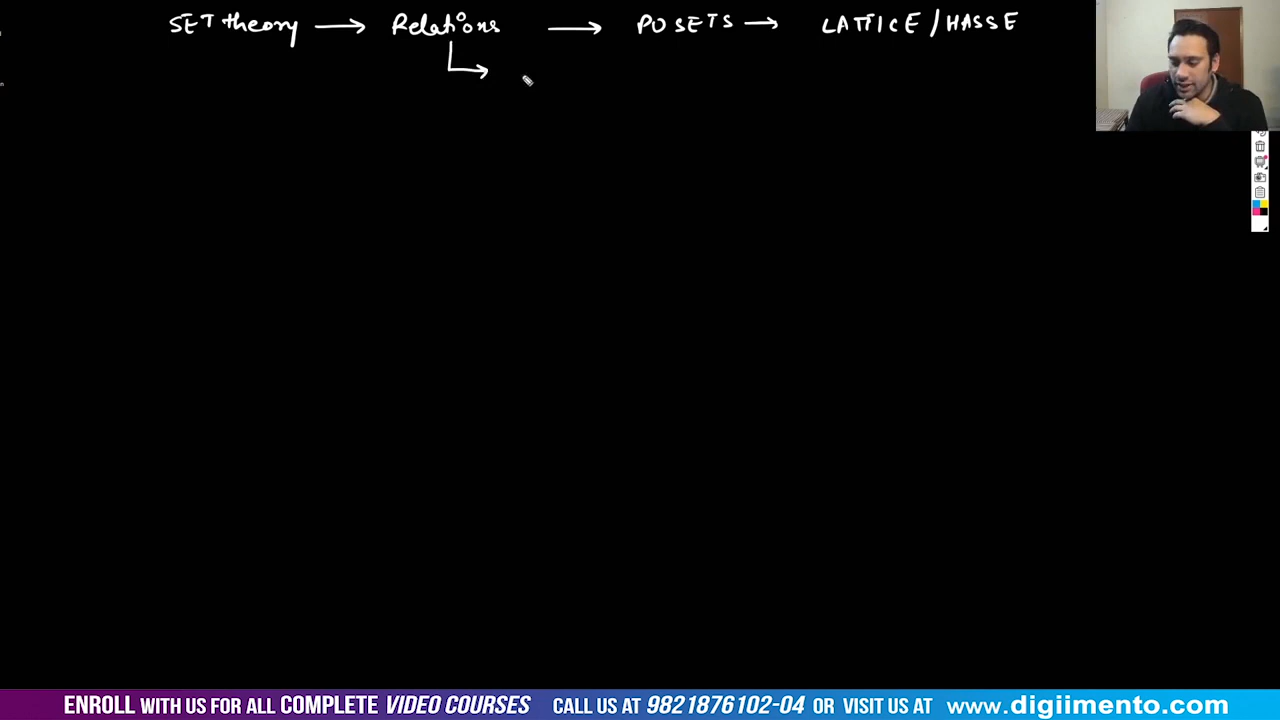 SET theory → Relations → POSETS → LATTICE / HASSE
ENROLL WITH US FOR ALL COMPLETE VIDEO COURSES CALL US AT 9821876102-04 OR VISIT US AT www.digiimento.com